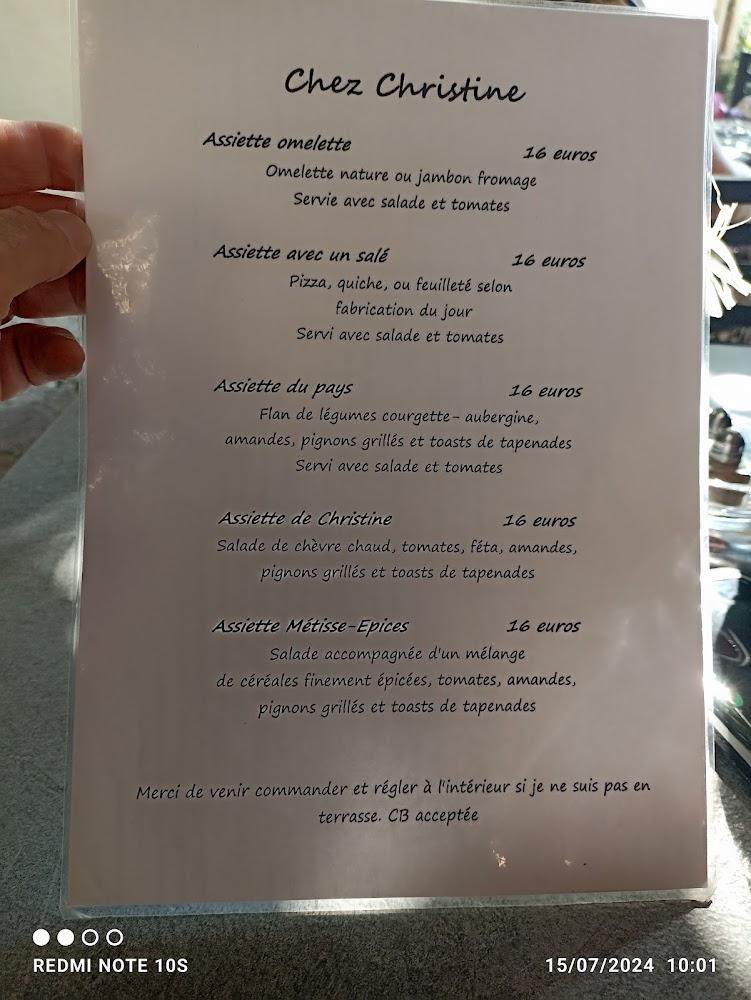 Chez Christine
Assiette omelette 16 euros
Omelette nature ou jambon fromage
Servie avec salade et tomates
Assiette avec un salé 16 euros
Pizza, quiche, ou feuilleté selon
fabrication du jour
Servi avec salade et tomates
Assiette du pays 16 euros
Flan de légumes courgette- aubergine,
amandes, pignons grillés et toasts de tapenades
Servi avec salade et tomates
Assiette de Christine 16 euros
Salade de chèvre chaud, tomates, féta, amandes,
pignons grillés et toasts de tapenades
Assiette Métisse-Epices 16 euros
Salade accompagnée d'un mélange
de céréales finement épicées, tomates, amandes,
pignons grillés et toasts de tapenades
Merci de venir commander et régler à l'intérieur si je ne suis pas en
terrasse. CB acceptée
REDMI NOTE 10S 15/07/2024 10:01